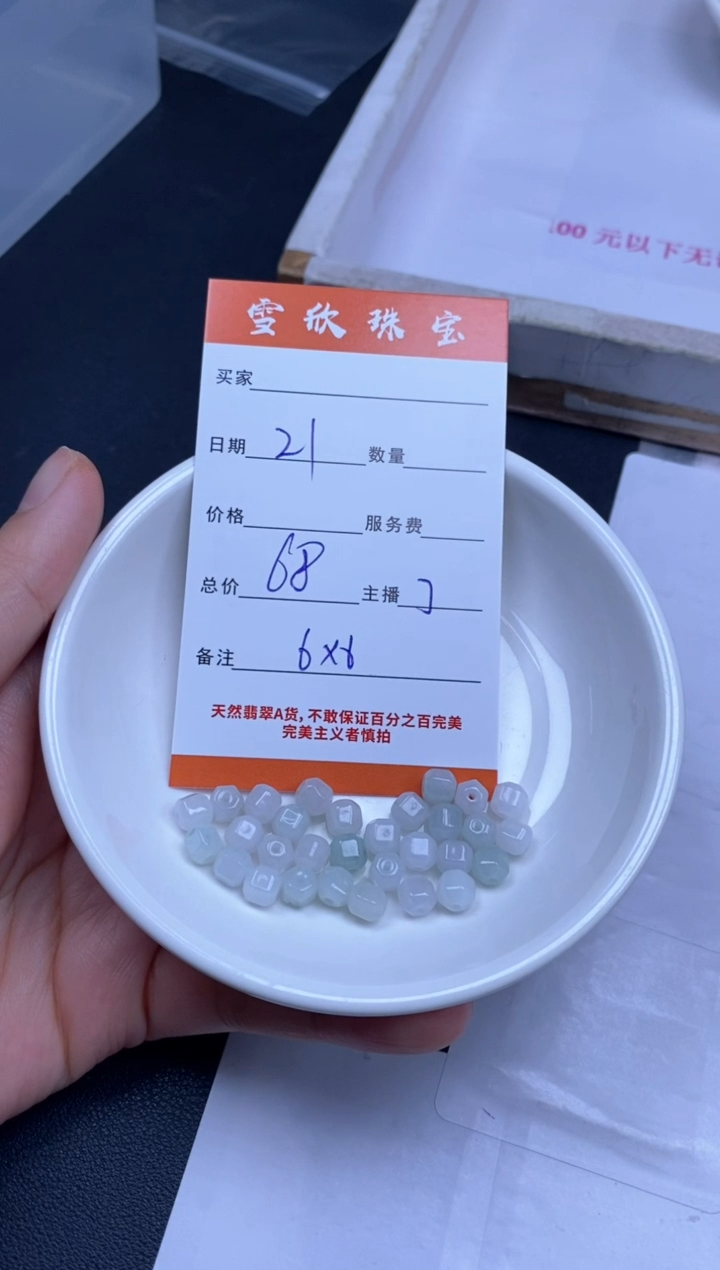 00 元以下无
雪欣珠宝
买家
日期 21 数量
价格 服务费
总价 68 主播
备注 6x6
天然翡翠A货,不敢保证百分之百完美
完美主义者慎拍